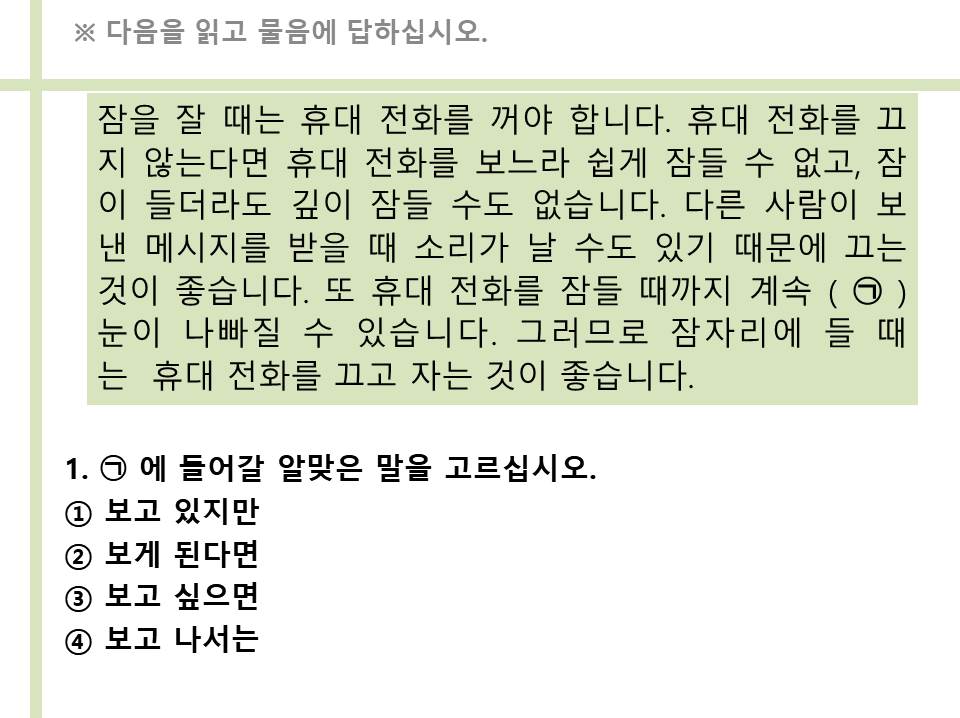 ※ 다음을 읽고 물음에 답하십시오.
잠을 잘 때는 휴대 전화를 꺼야 합니다. 휴대 전화를 끄
지 않는다면 휴대 전화를 보느라 쉽게 잠들 수 없고, 잠
이 들더라도 깊이 잠들 수도 없습니다. 다른 사람이 보
낸 메시지를 받을 때 소리가 날 수도 있기 때문에 끄는
것이 좋습니다. 또 휴대 전화를 잠들 때까지 계속 ( ㉠ )
눈이 나빠질 수 있습니다. 그러므로 잠자리에 들 때
는 휴대 전화를 끄고 자는 것이 좋습니다.
1. ㉠ 에 들어갈 알맞은 말을 고르십시오.
① 보고 있지만
② 보게 된다면
③ 보고 싶으면
④ 보고 나서는